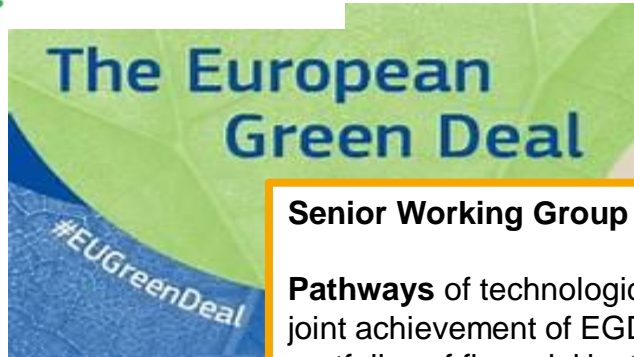 The European
Green Deal
#EUGreenDeal
Senior Working Group
Pathways of technologic
joint achievement of EGD